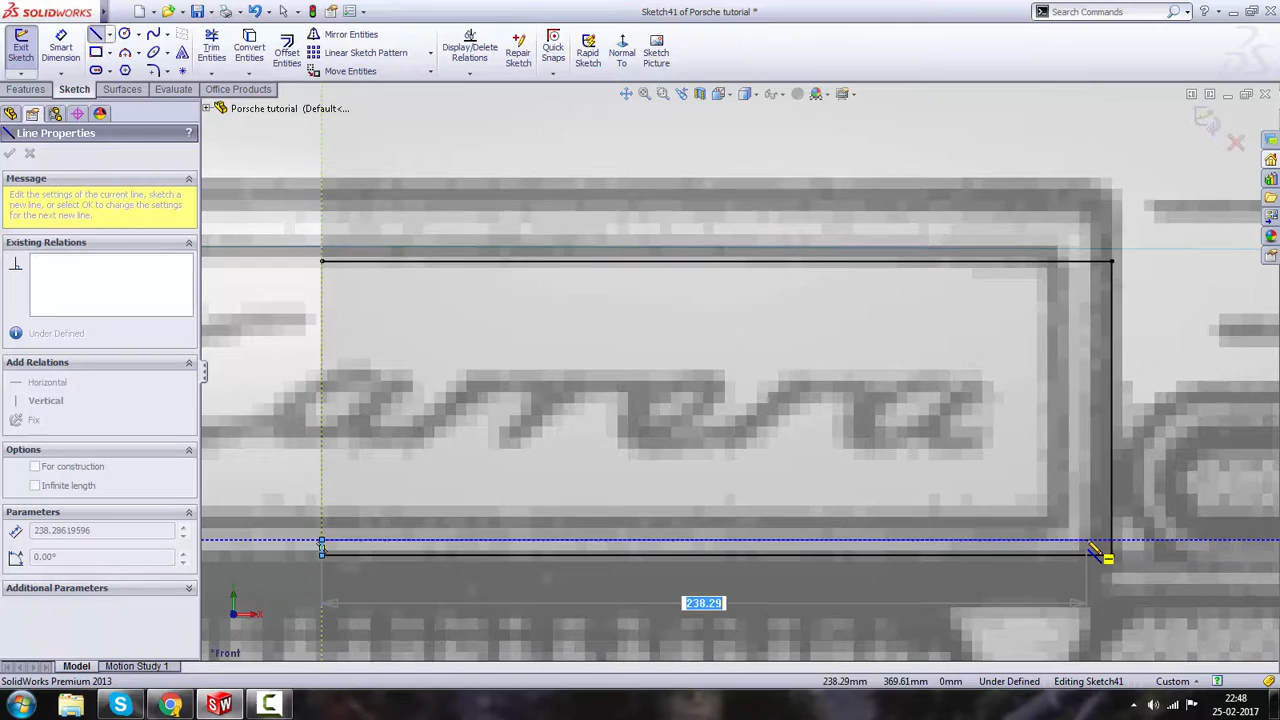 SOLIDWORKS
Sketch41 of Porsche tutorial *
Search Commands
Exit Sketch
Smart Dimension
Trim Entities
Convert Entities
Offset Entities
Mirror Entities
Linear Sketch Pattern
Move Entities
Display/Delete Relations
Repair Sketch
Quick Snaps
Rapid Sketch
Normal To
Sketch Picture
Features
Sketch
Surfaces
Evaluate
Office Products
Porsche tutorial (Default<...
Line Properties
?
Message
Edit the settings of the current line, sketch a
new line, or select OK to change the settings
for the next new line.
Existing Relations
Under Defined
Add Relations
Horizontal
Vertical
Fix
Options
For construction
Infinite length
Parameters
238.28619596
0.00°
Additional Parameters
238.29
Y
X
*Front
Model
Motion Study 1
SolidWorks Premium 2013
238.29mm
369.61mm
0mm
Under Defined
Editing Sketch41
Custom
?
22:48
25-02-2017